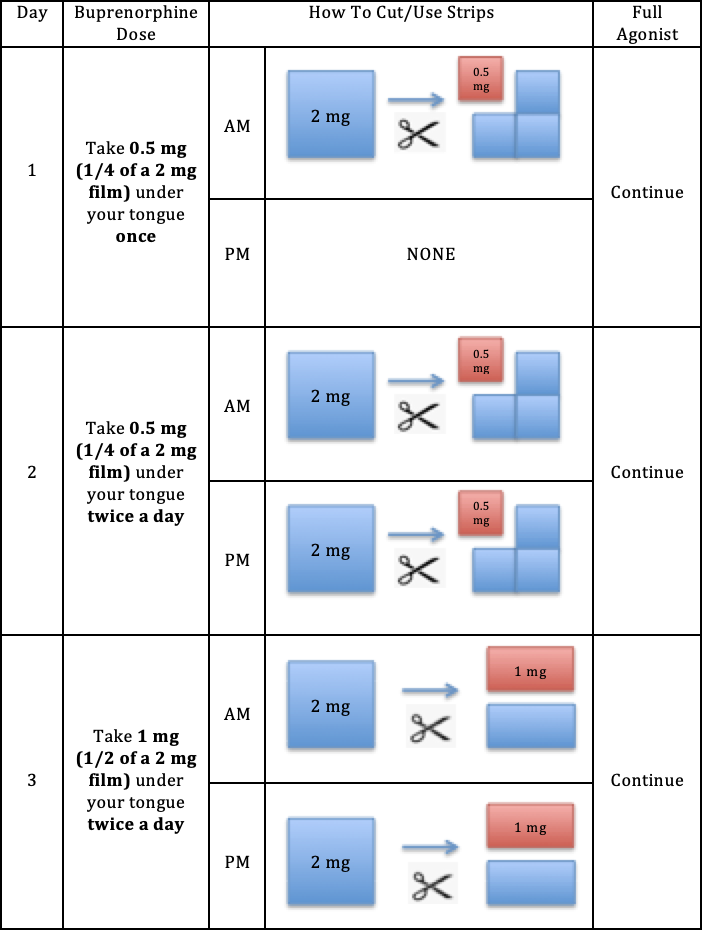 Day
Buprenorphine
Dose
How To Cut/Use Strips
Full
Agonist
1
Take 0.5 mg
(1/4 of a 2 mg
film) under
your tongue
once
AM
2 mg
0.5
mg
PM
NONE
Continue
2
Take 0.5 mg
(1/4 of a 2 mg
film) under
your tongue
twice a day
AM
2 mg
0.5
mg
PM
2 mg
0.5
mg
Continue
3
Take 1 mg
(1/2 of a 2 mg
film) under
your tongue
twice a day
AM
2 mg
1 mg
PM
2 mg
1 mg
Continue